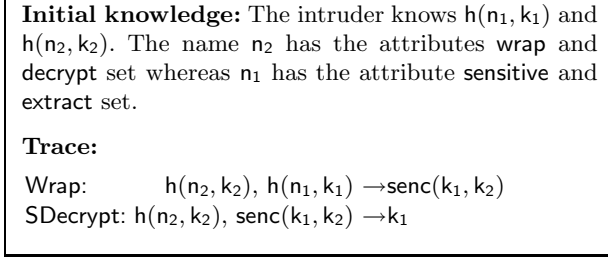 Initial knowledge: The intruder knows h(n₁, k₁) and
h(n₂, k₂). The name n₂ has the attributes wrap and
decrypt set whereas n₁ has the attribute sensitive and
extract set.
Trace:
Wrap: h(n₂, k₂), h(n₁, k₁) →senc(k₁, k₂)
SDecrypt: h(n₂, k₂), senc(k₁, k₂) →k₁